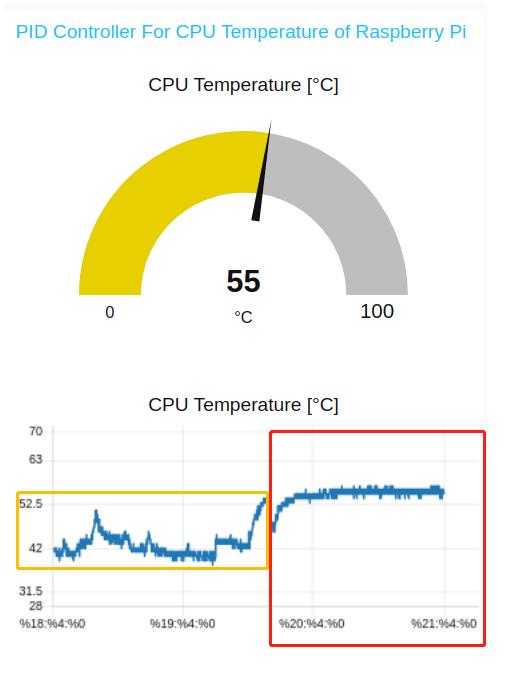 PID Controller For CPU Temperature of Raspberry Pi
CPU Temperature [°C]
55
0
°C
100
CPU Temperature [°C]
70
63
52.5
42
31.5
28
%18:%4:%0 %19:%4:%0 %20:%4:%0 %21:%4:%0